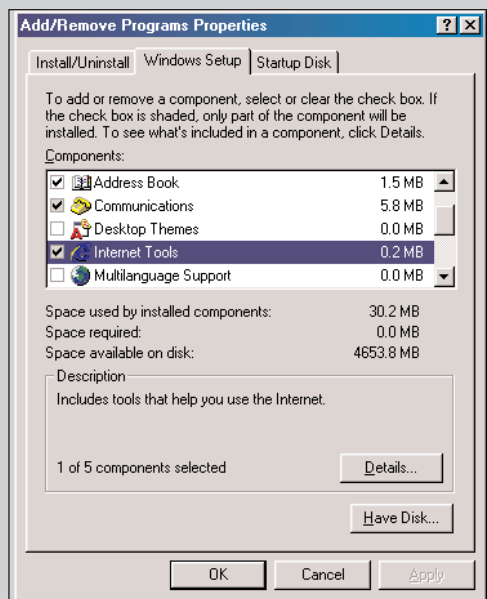 Add/Remove Programs Properties
Install/Uninstall Windows Setup Startup Disk
To add or remove a component, select or clear the check box. If
the check box is shaded, only part of the component will be
installed. To see what's included in a component, click Details.
Components:
Address Book 1.5 MB
Communications 5.8 MB
Desktop Themes 0.0 MB
Internet Tools 0.2 MB
Multilanguage Support 0.0 MB
Space used by installed components: 30.2 MB
Space required: 0.0 MB
Space available on disk: 4653.8 MB
Description
Includes tools that help you use the Internet.
1 of 5 components selected
Details...
Have Disk...
OK Cancel Apply